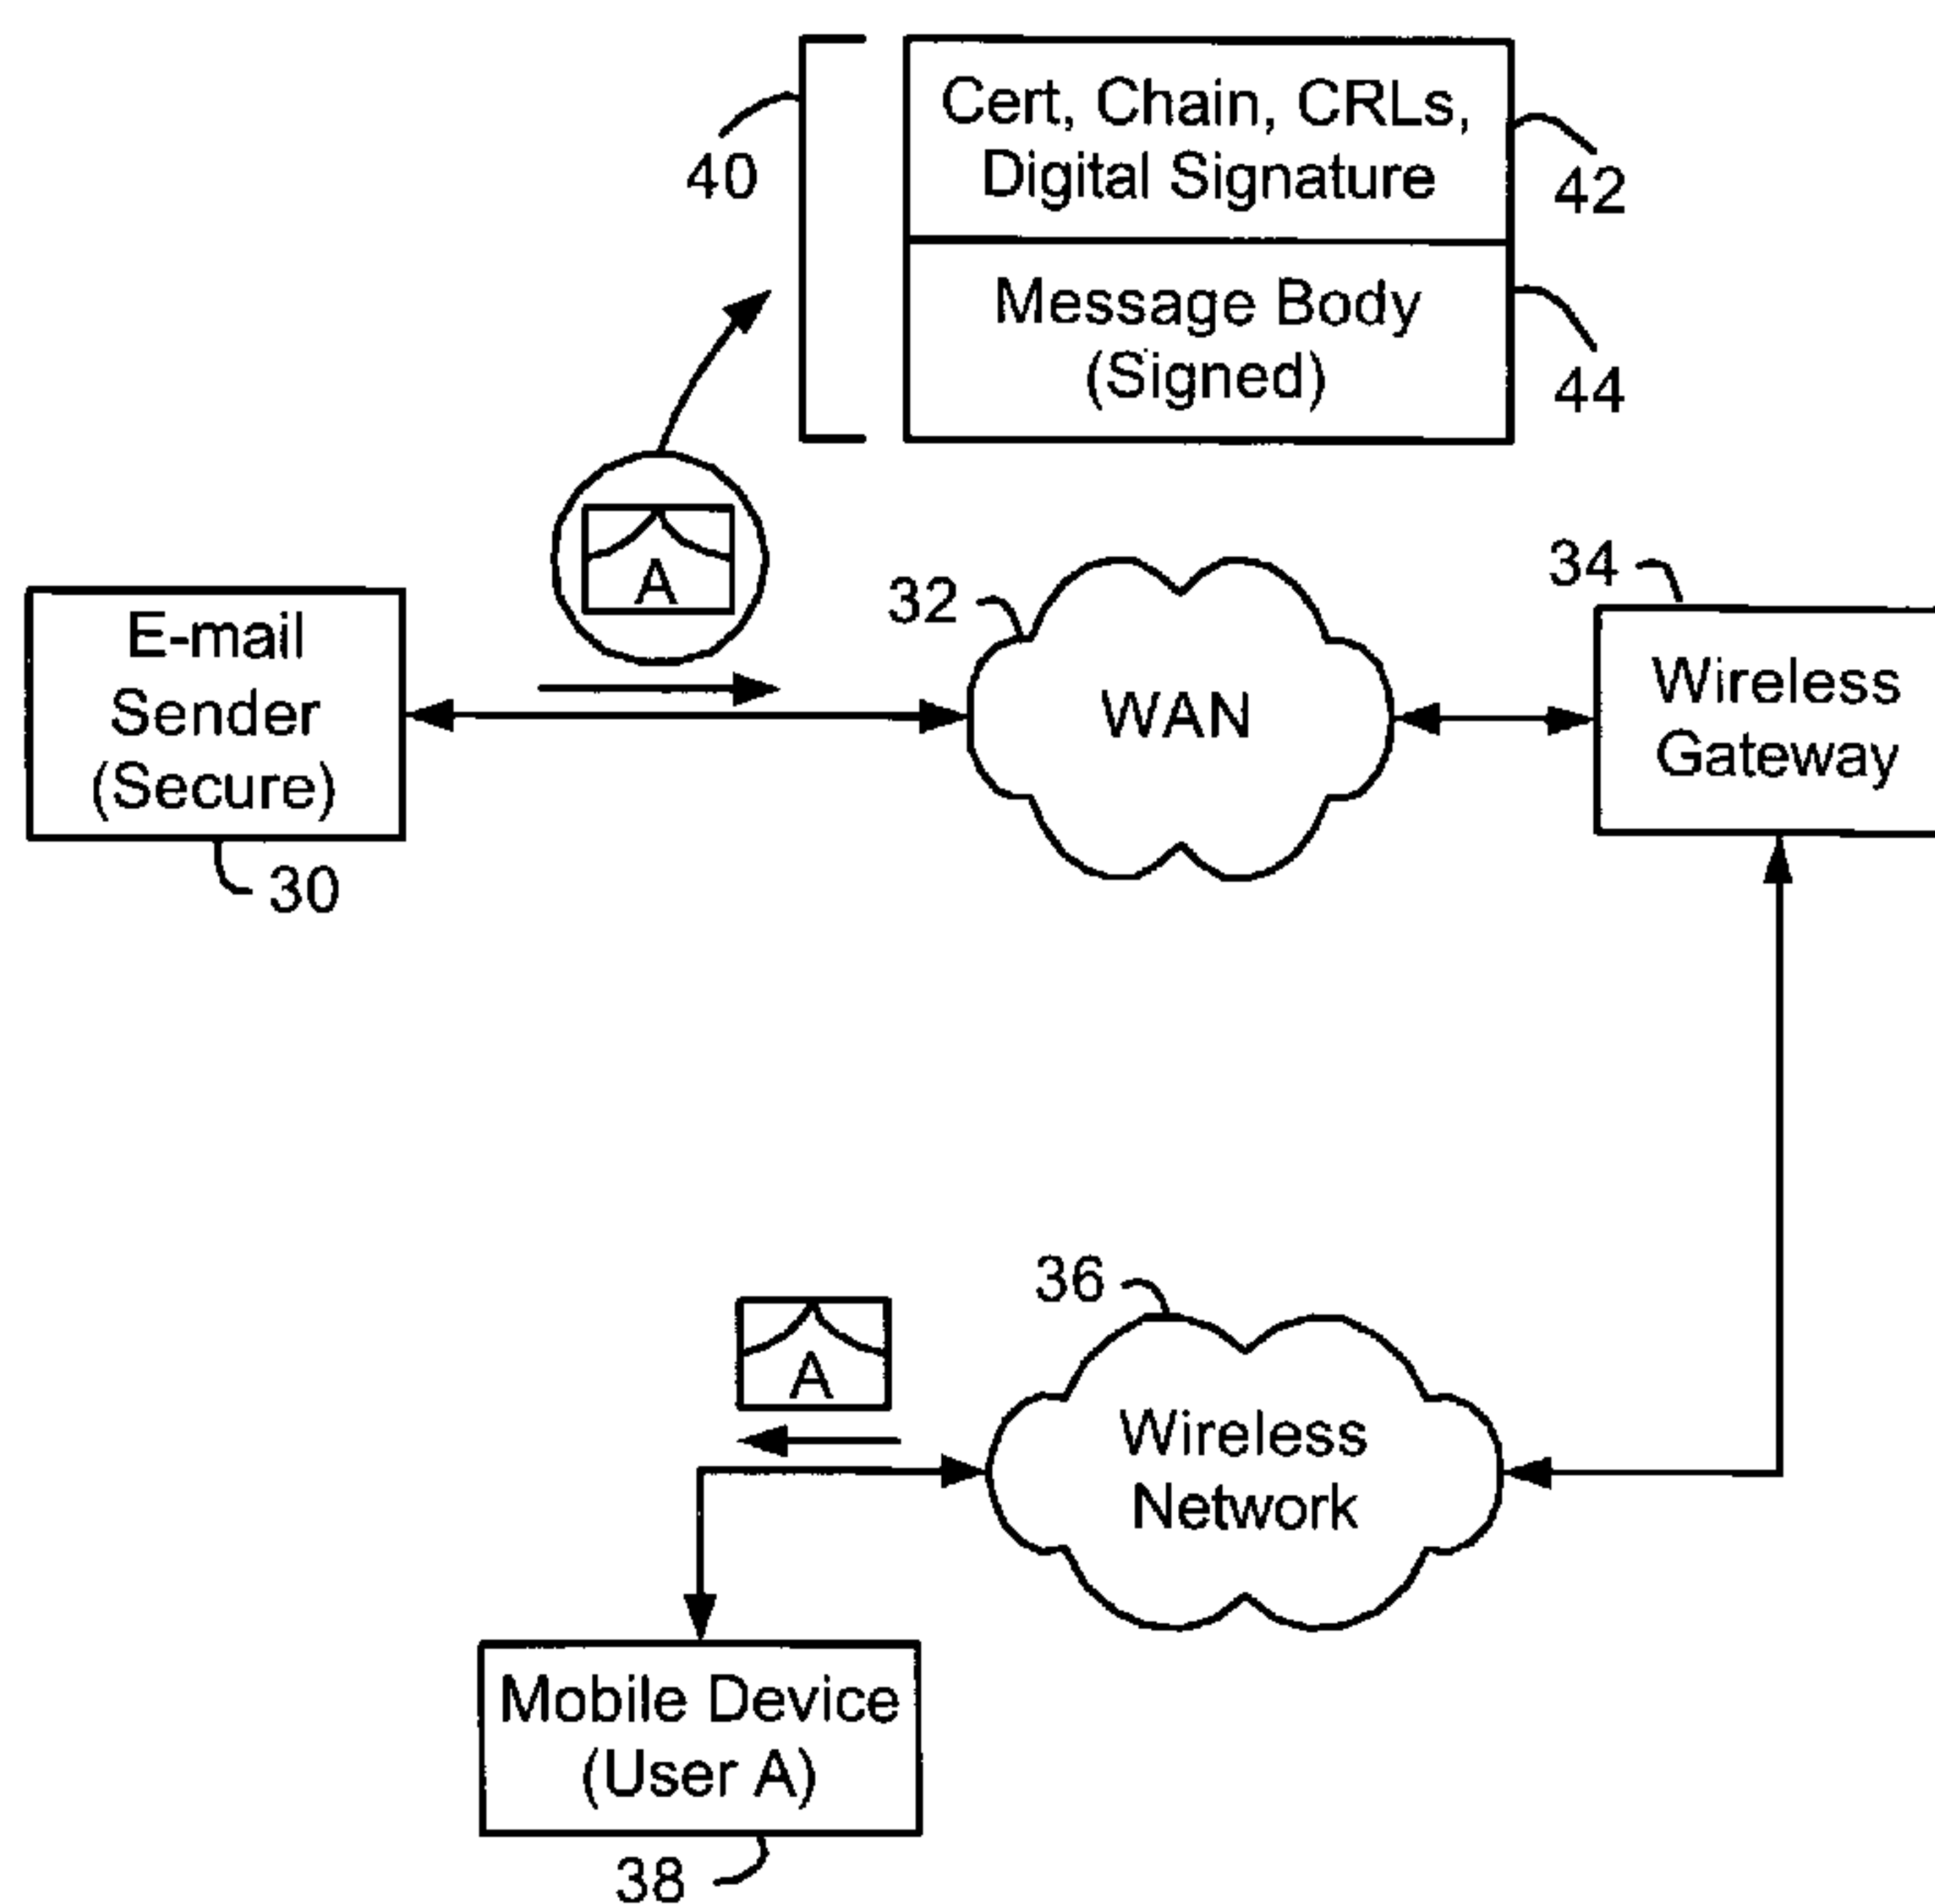 Cert, Chain, CRLs,
Digital Signature
40
42
Message Body
(Signed)
44
A
E-mail
Sender
(Secure)
30
32
WAN
34
Wireless
Gateway
36
A
Wireless
Network
Mobile Device
(User A)
38